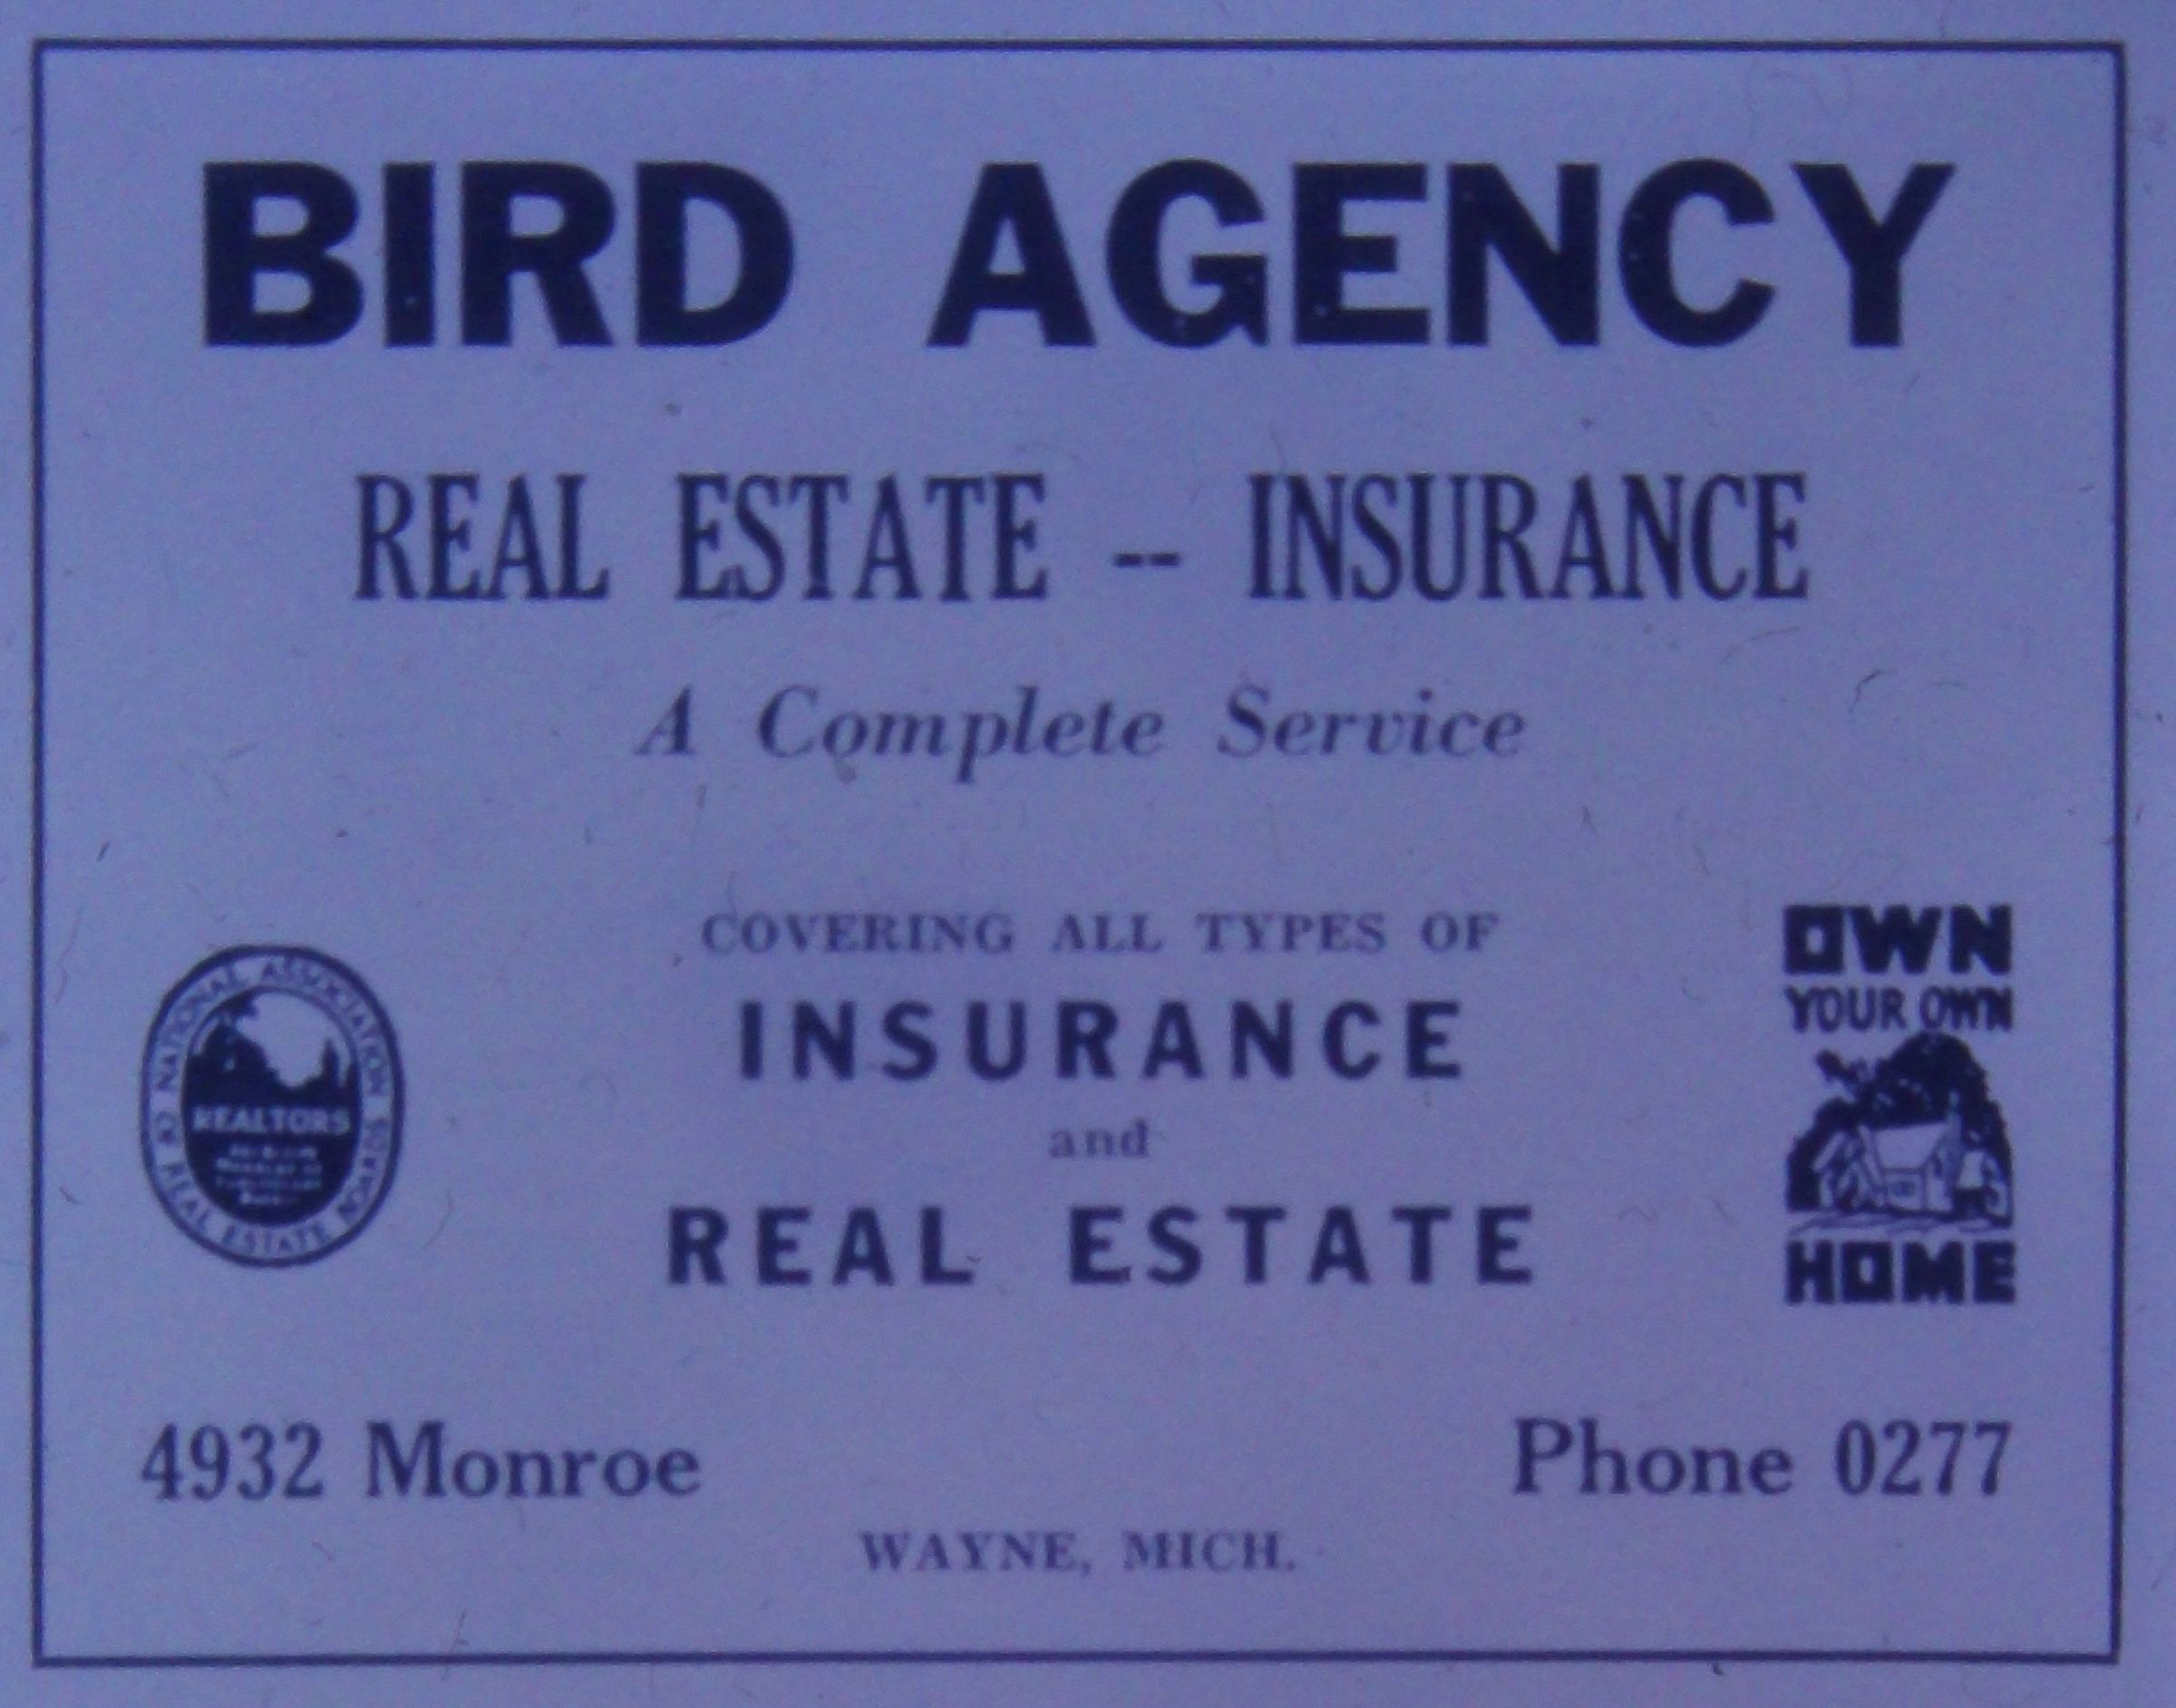 BIRD AGENCY
REAL ESTATE -- INSURANCE
A Complete Service
COVERING ALL TYPES OF
INSURANCE
and
REAL ESTATE
NATIONAL ASSOCIATION
OF REAL ESTATE BOARDS
REALTORS
OWN
YOUR OWN
HOME
4932 Monroe
Phone 0277
WAYNE, MICH.